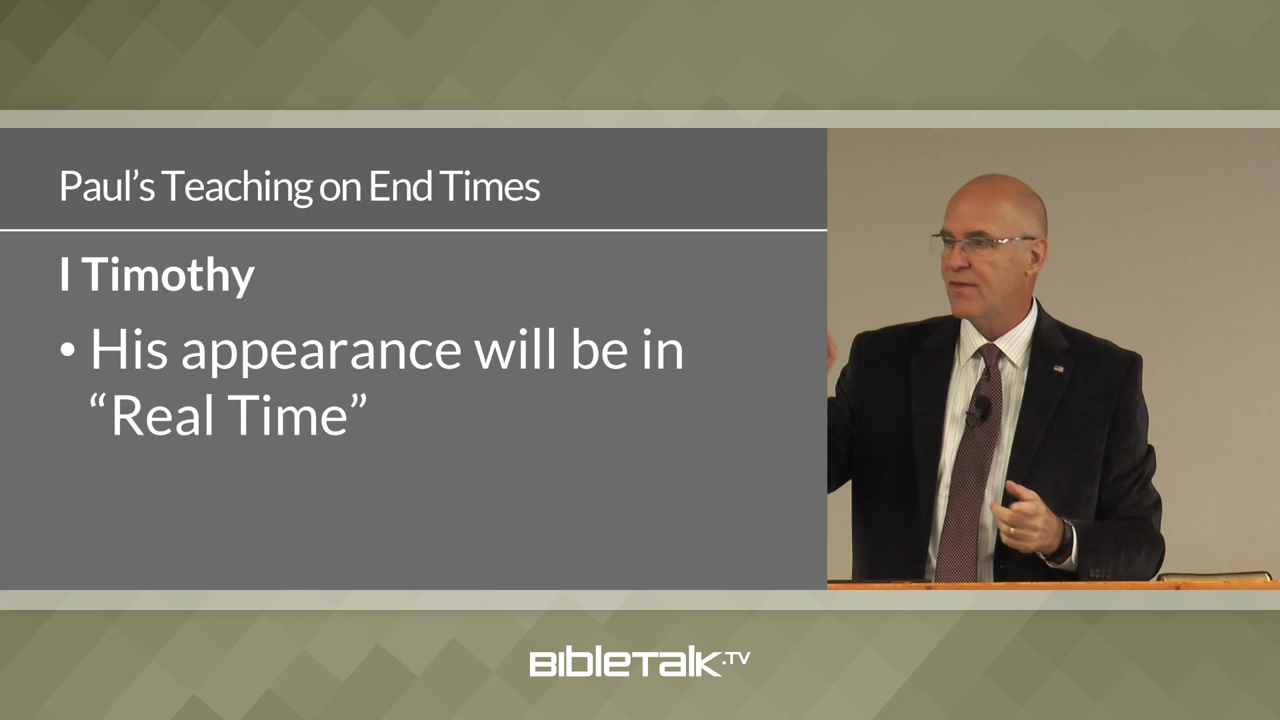 Paul’s Teaching on End Times
I Timothy
• His appearance will be in
“Real Time”
BIBLETALK.TV